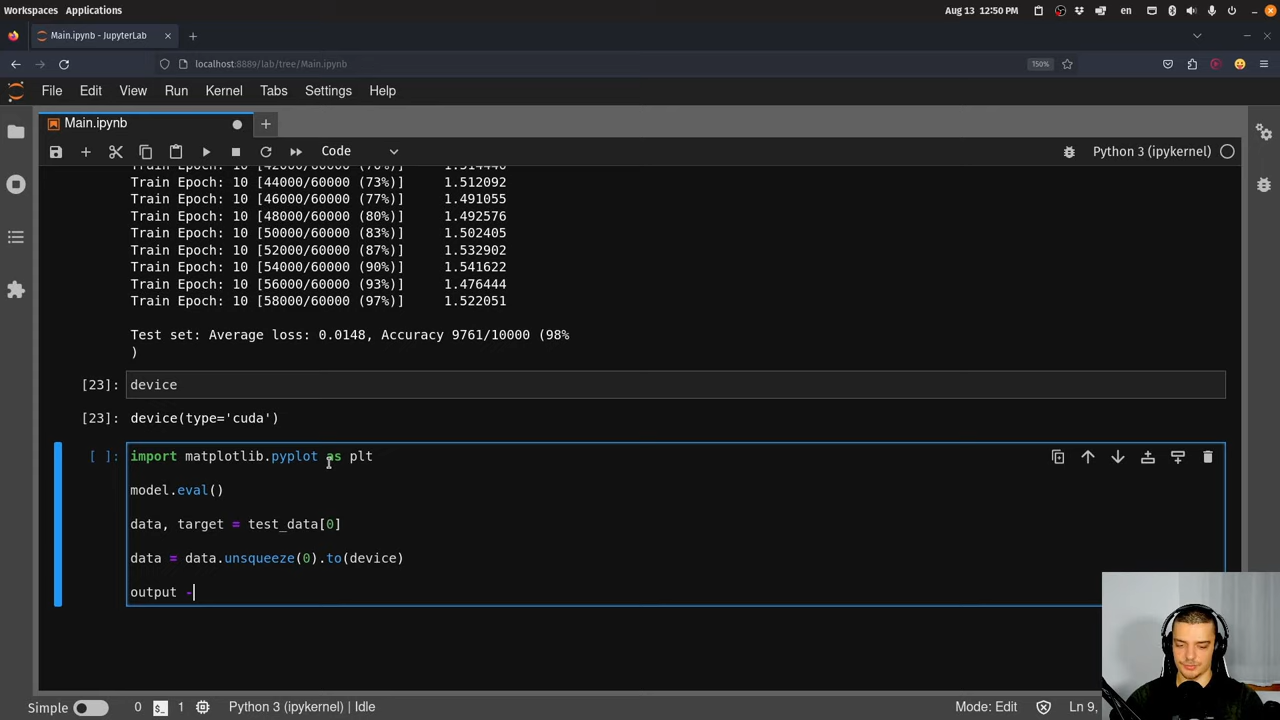 Workspaces Applications Aug 13 12:50 PM en
Main.ipynb - JupyterLab
localhost:8889/lab/tree/Main.ipynb 150%
File Edit View Run Kernel Tabs Settings Help
Main.ipynb
Code Python 3 (ipykernel)
Train Epoch: 10 [44000/60000 (73%)] 1.512092
Train Epoch: 10 [46000/60000 (77%)] 1.491055
Train Epoch: 10 [48000/60000 (80%)] 1.492576
Train Epoch: 10 [50000/60000 (83%)] 1.502405
Train Epoch: 10 [52000/60000 (87%)] 1.532902
Train Epoch: 10 [54000/60000 (90%)] 1.541622
Train Epoch: 10 [56000/60000 (93%)] 1.476444
Train Epoch: 10 [58000/60000 (97%)] 1.522051
Test set: Average loss: 0.0148, Accuracy 9761/10000 (98%
)
[23]: device
[23]: device(type='cuda')
[ ]: import matplotlib.pyplot as plt
model.eval()
data, target = test_data[0]
data = data.unsqueeze(0).to(device)
output -
Simple 0 1 Python 3 (ipykernel) | Idle Mode: Edit Ln 9,